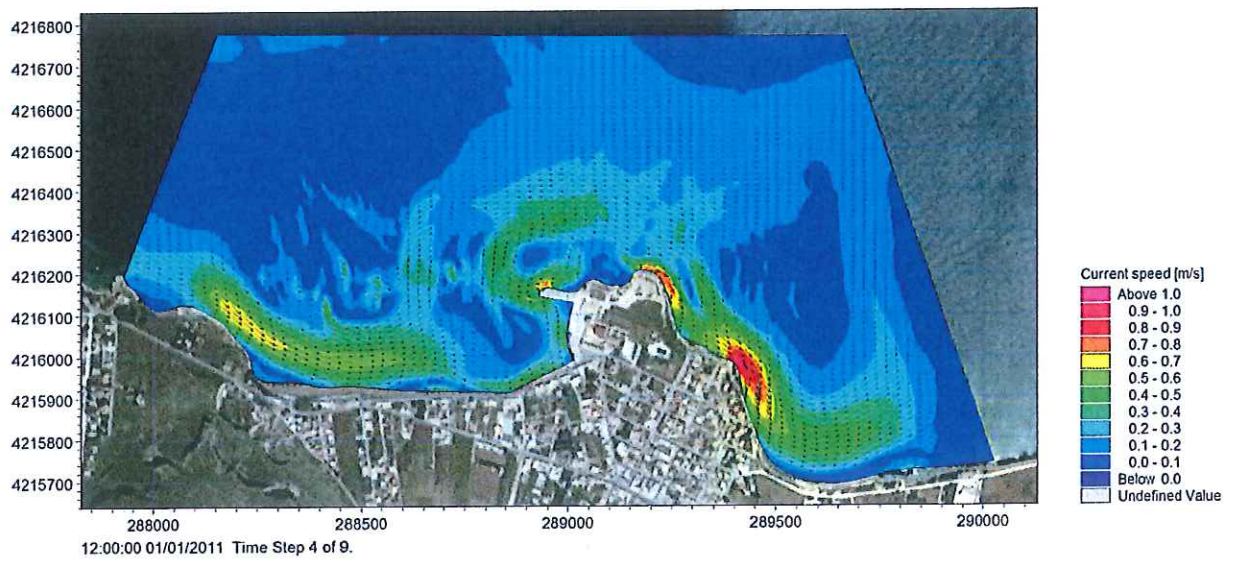 4216800
4216700
4216600
4216500
4216400
4216300
4216200
4216100
4216000
4215900
4215800
4215700
288000 288500 289000 289500 290000
12:00:00 01/01/2011 Time Step 4 of 9.
Current speed [m/s]
Above 1.0
0.9 - 1.0
0.8 - 0.9
0.7 - 0.8
0.6 - 0.7
0.5 - 0.6
0.4 - 0.5
0.3 - 0.4
0.2 - 0.3
0.1 - 0.2
0.0 - 0.1
Below 0.0
Undefined Value